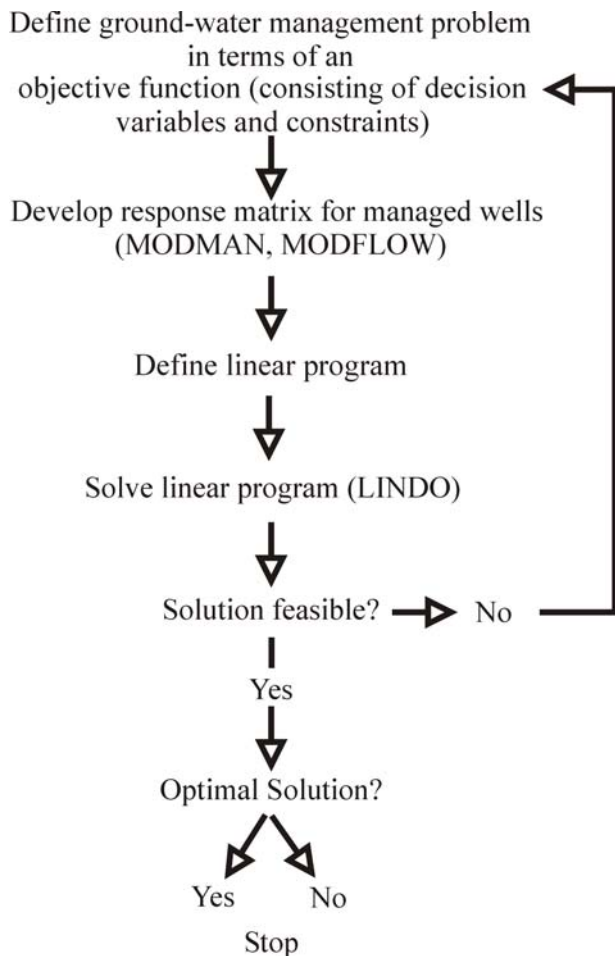 Define ground-water management problem
in terms of an
objective function (consisting of decision
variables and constraints)
Develop response matrix for managed wells
(MODMAN, MODFLOW)
Define linear program
Solve linear program (LINDO)
Solution feasible?
No
Yes
Optimal Solution?
Yes
No
Stop